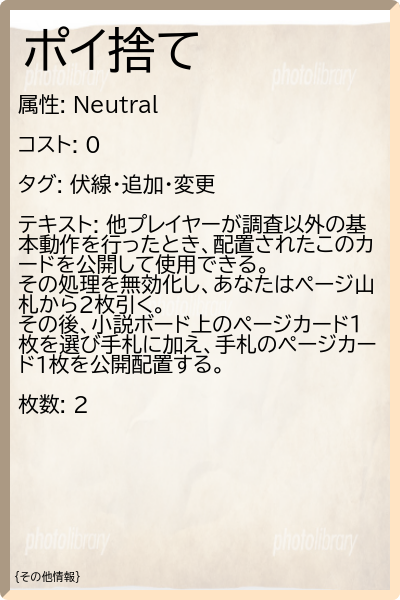 ポイ捨て
photolibrary
photolibrary
属性: Neutral
コスト: 0
タグ: 伏線・追加・変更
テキスト: 他プレイヤーが調査以外の基
本動作を行ったとき、配置されたこのカ
ードを公開して使用できる。
その処理を無効化し、あなたはページ山
札から2枚引く。
その後、小説ボード上のページカード1
枚を選び手札に加え、手札のページカー
ド1枚を公開配置する。
枚数: 2
photolibrary
photolibrary
{その他情報}